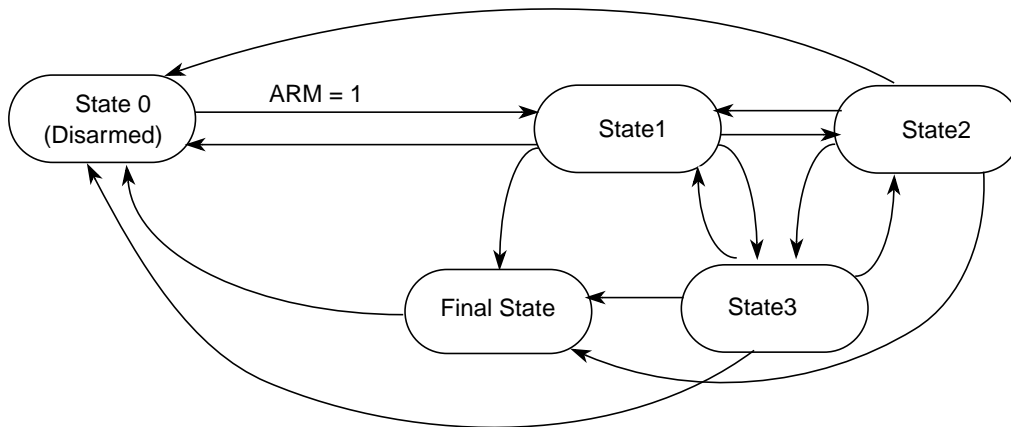 State 0
(Disarmed)
ARM = 1
State1
State2
Final State
State3